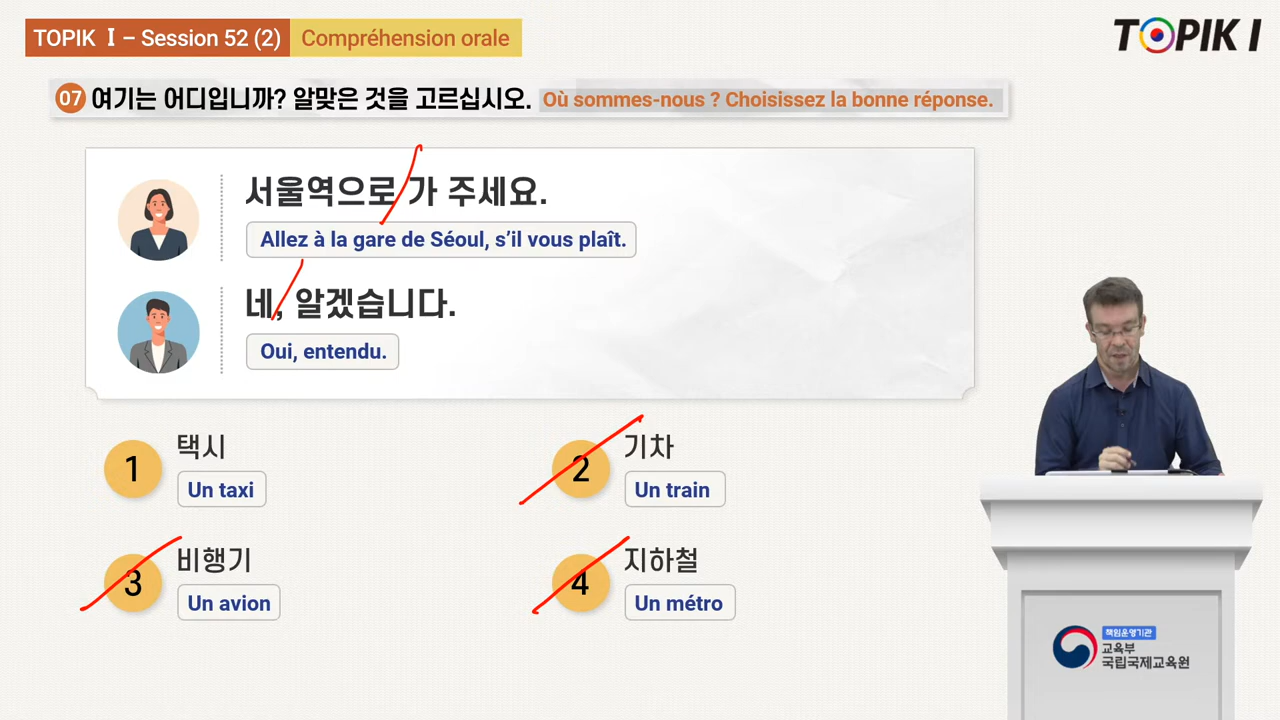 TOPIK Ⅰ – Session 52 (2) Compréhension orale
TOPIK I
07 여기는 어디입니까? 알맞은 것을 고르십시오. Où sommes-nous ? Choisissez la bonne réponse.
서울역으로 가 주세요.
Allez à la gare de Séoul, s’il vous plaît.
네, 알겠습니다.
Oui, entendu.
1 택시
Un taxi
2 기차
Un train
3 비행기
Un avion
4 지하철
Un métro
책임운영기관
교육부
국립국제교육원